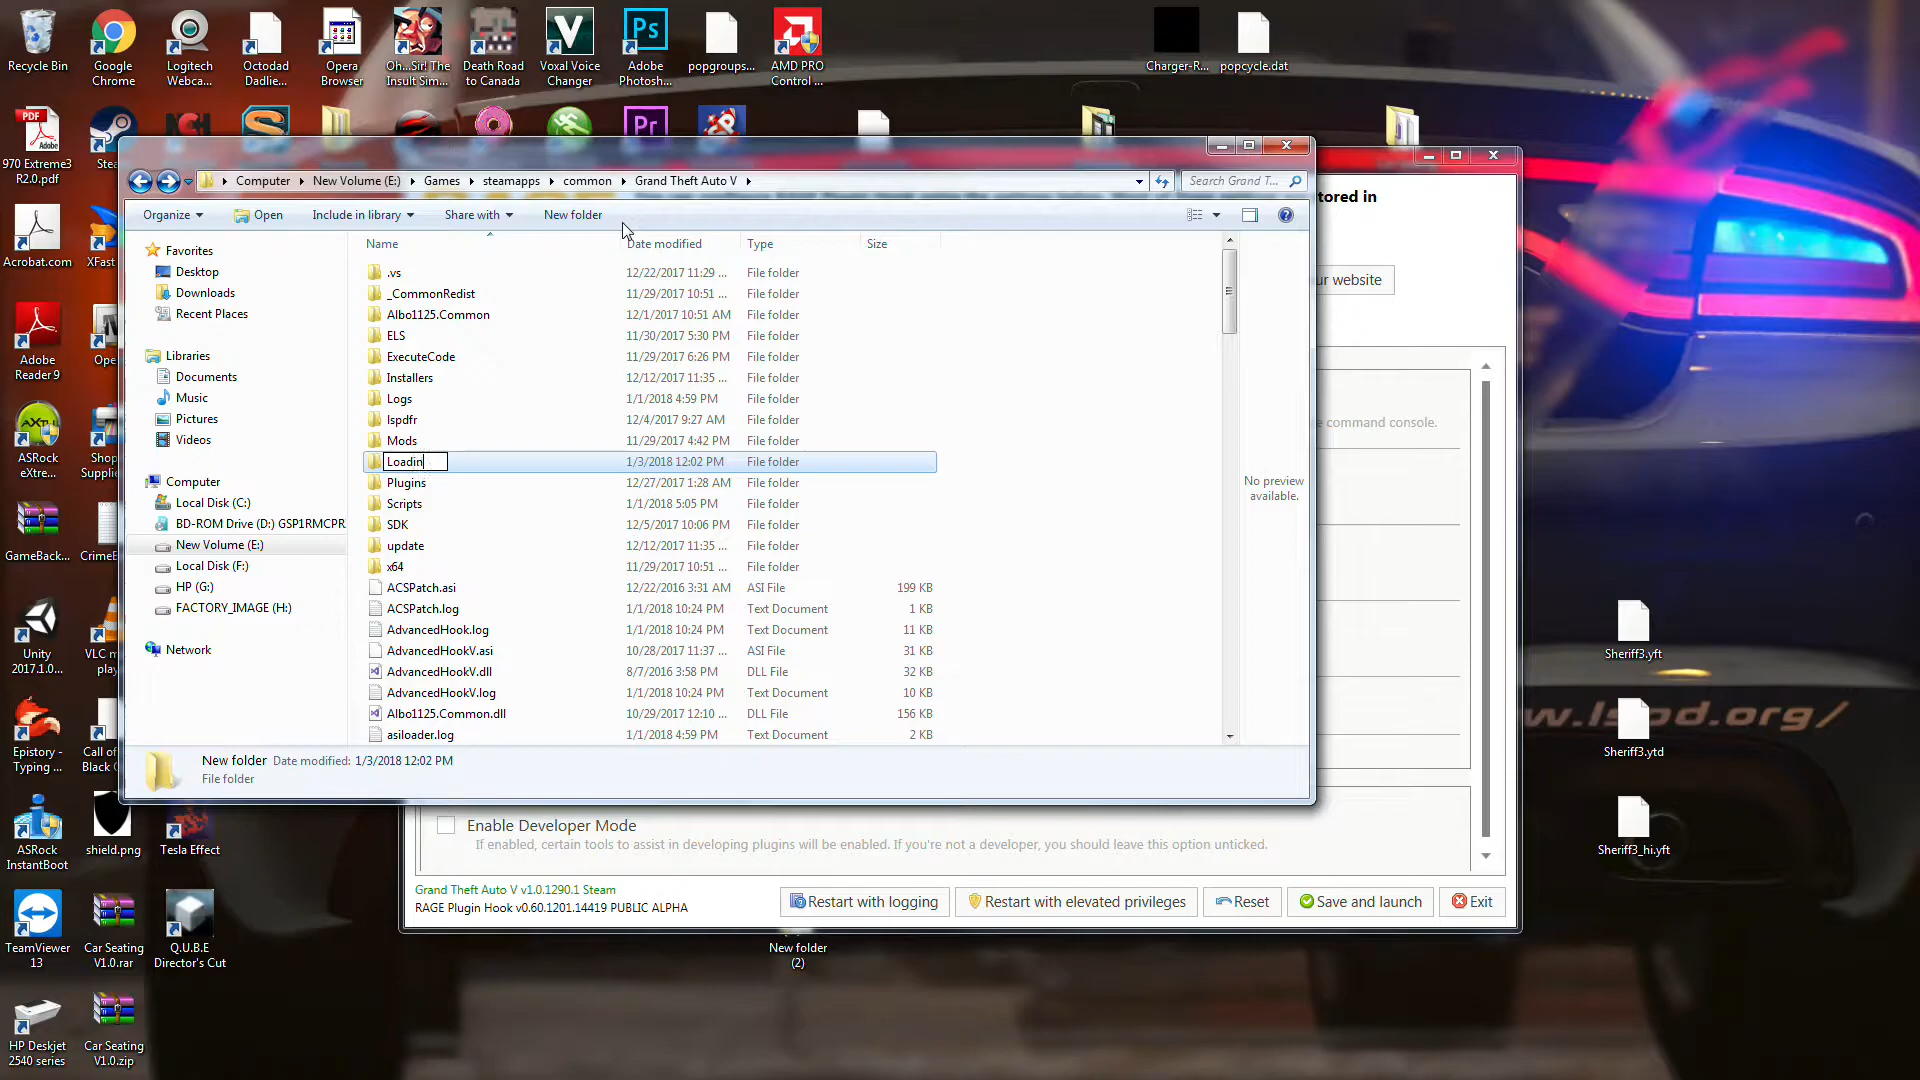 Recycle Bin
Google
Chrome
Logitech
Webca...
Octodad
Dadlie...
Opera
Browser
Oh...Sir! The
Insult Sim...
Death Road
to Canada
Voxal Voice
Changer
Adobe
Photosh...
popgroups...
AMD PRO
Control ...
Charger-R...
popcycle.dat
970 Extreme3
R2.0.pdf
Acrobat.com
XFast
Adobe
Reader 9
ASRock
eXtre...
Shop
Supplie
GameBack...
Unity
2017.1.0...
VLC m
play
Epistory -
Typing ...
Call of
Black
ASRock
InstantBoot
shield.png
Tesla Effect
TeamViewer
13
Car Seating
V1.0.rar
Q.U.B.E
Director's Cut
HP Deskjet
2540 series
Car Seating
V1.0.zip
New folder
(2)
Sheriff3.yft
Sheriff3.ytd
Sheriff3_hi.yft
Computer
New Volume (E:)
Games
steamapps
common
Grand Theft Auto V
Search Grand T...
Organize
Open
Include in library
Share with
New folder
Favorites
Desktop
Downloads
Recent Places
Libraries
Documents
Music
Pictures
Videos
Computer
Local Disk (C:)
BD-ROM Drive (D:) GSP1RMCPR
New Volume (E:)
Local Disk (F:)
HP (G:)
FACTORY_IMAGE (H:)
Network
Name Date modified Type Size
.vs 12/22/2017 11:29 ... File folder
_CommonRedist 11/29/2017 10:51 ... File folder
Albo1125.Common 12/1/2017 10:51 AM File folder
ELS 11/30/2017 5:30 PM File folder
ExecuteCode 11/29/2017 6:26 PM File folder
Installers 12/12/2017 11:35 ... File folder
Logs 1/1/2018 4:59 PM File folder
lspdfr 12/4/2017 9:27 AM File folder
Mods 11/29/2017 4:42 PM File folder
Loadin 1/3/2018 12:02 PM File folder
Plugins 12/27/2017 1:28 AM File folder
Scripts 1/1/2018 5:05 PM File folder
SDK 12/5/2017 10:06 PM File folder
update 12/12/2017 11:35 ... File folder
x64 11/29/2017 10:51 ... File folder
ACSPatch.asi 12/22/2016 3:31 AM ASI File 199 KB
ACSPatch.log 1/1/2018 10:24 PM Text Document 1 KB
AdvancedHook.log 1/1/2018 10:24 PM Text Document 11 KB
AdvancedHookV.asi 10/28/2017 11:37 ... ASI File 31 KB
AdvancedHookV.dll 8/7/2016 3:58 PM DLL File 32 KB
AdvancedHookV.log 1/1/2018 10:24 PM Text Document 10 KB
Albo1125.Common.dll 10/29/2017 12:10 ... DLL File 156 KB
asiloader.log 1/1/2018 4:59 PM Text Document 2 KB
No preview
available.
New folder Date modified: 1/3/2018 12:02 PM
File folder
tored in
ur website
e command console.
Enable Developer Mode
If enabled, certain tools to assist in developing plugins will be enabled. If you're not a developer, you should leave this option unticked.
Grand Theft Auto V v1.0.1290.1 Steam
RAGE Plugin Hook v0.60.1201.14419 PUBLIC ALPHA
Restart with logging
Restart with elevated privileges
Reset
Save and launch
Exit